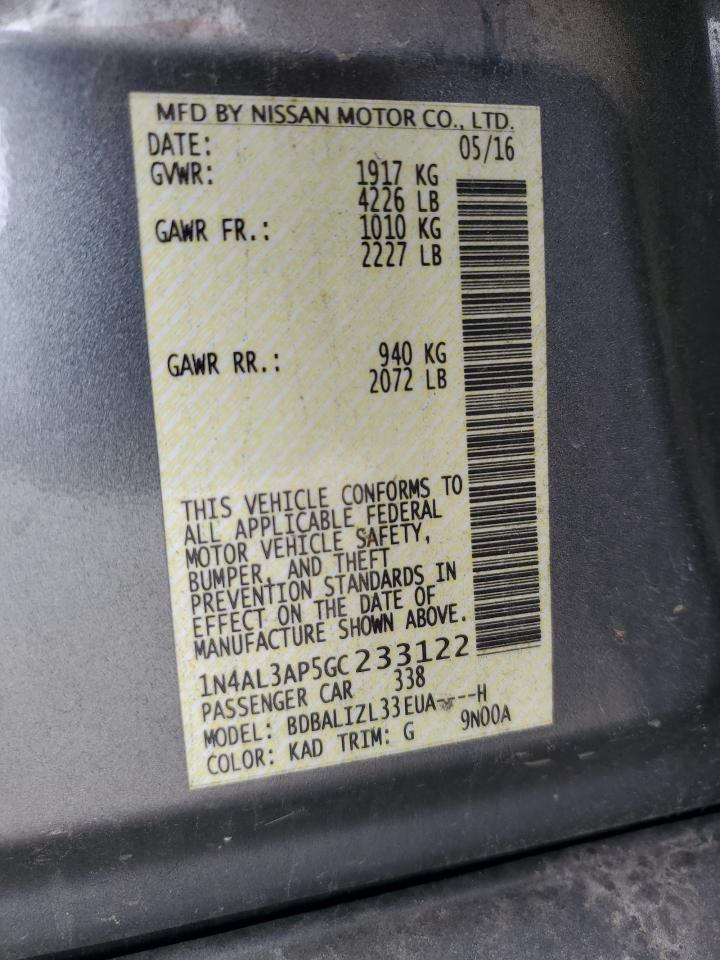 MFD BY NISSAN MOTOR CO., LTD.
DATE: 05/16
GVWR: 1917 KG
4226 LB
GAWR FR.: 1010 KG
2227 LB
GAWR RR.: 940 KG
2072 LB
THIS VEHICLE CONFORMS TO
ALL APPLICABLE FEDERAL
MOTOR VEHICLE SAFETY,
BUMPER, AND THEFT
PREVENTION STANDARDS IN
EFFECT ON THE DATE OF
MANUFACTURE SHOWN ABOVE.
1N4AL3AP5GC233122
PASSENGER CAR 338
MODEL: BDBALIZL33EUA----H
COLOR: KAD TRIM: G 9N00A